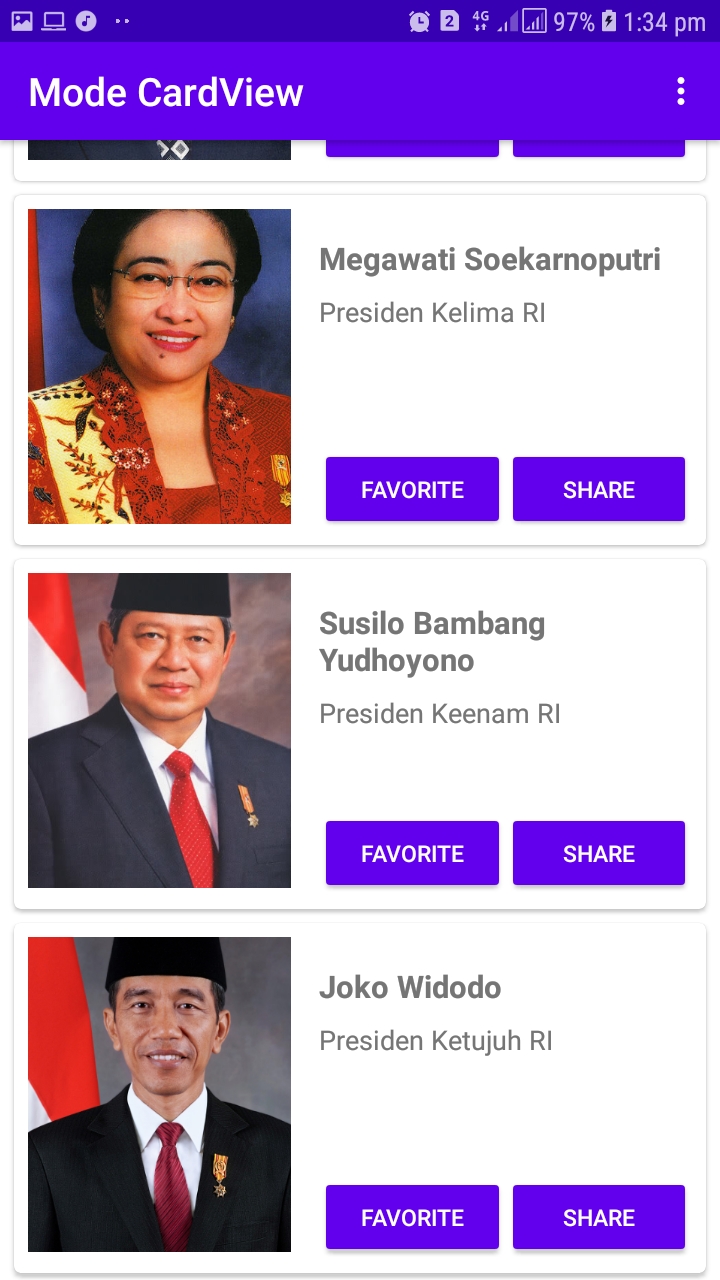 2 4G 97% 1:34 pm
Mode CardView
Megawati Soekarnoputri
Presiden Kelima RI
FAVORITE SHARE
Susilo Bambang
Yudhoyono
Presiden Keenam RI
FAVORITE SHARE
Joko Widodo
Presiden Ketujuh RI
FAVORITE SHARE